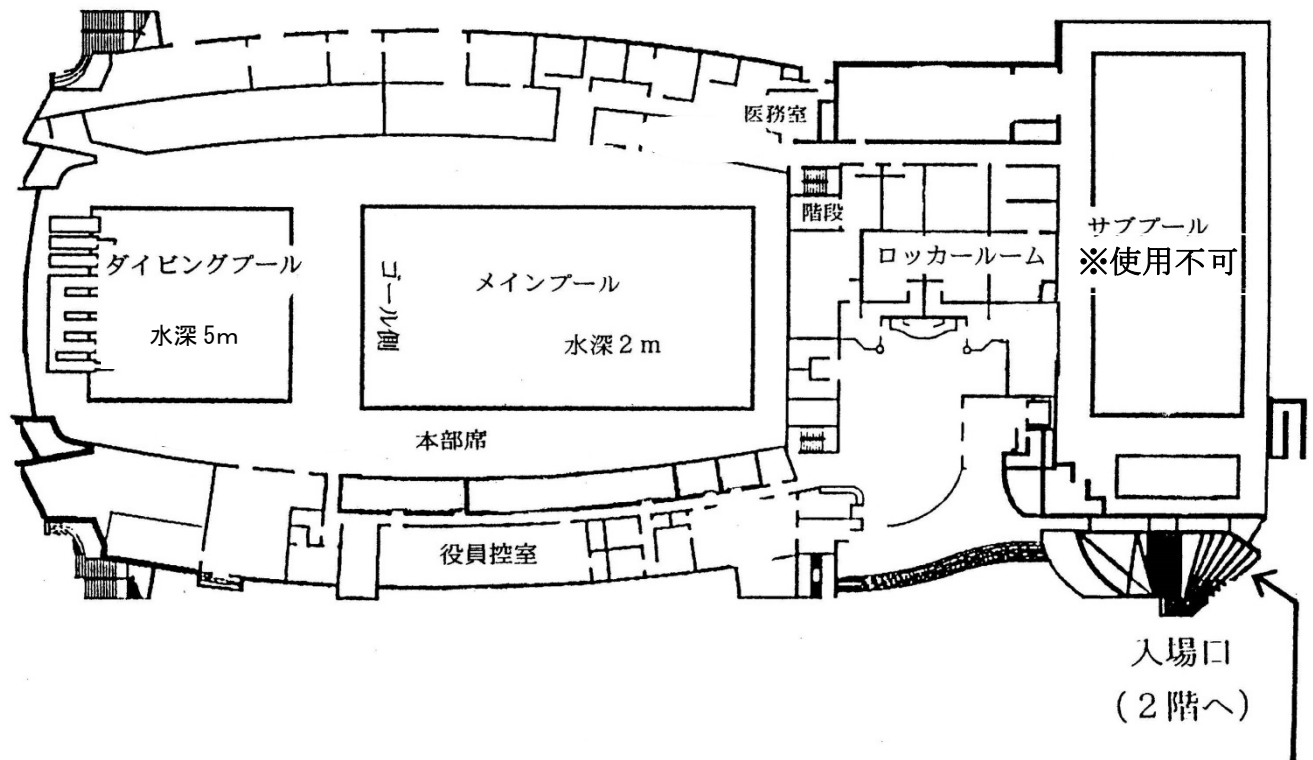 医務室
階段
サブプール
※使用不可
ロッカールーム
ダイビングプール
水深5m
ゴール側
メインプール
水深2m
本部席
役員控室
入場口
(2階へ)